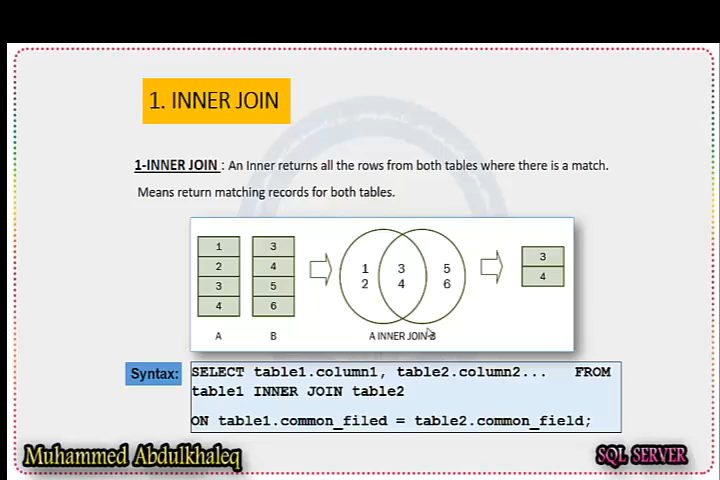 1. INNER JOIN
1-INNER JOIN : An Inner returns all the rows from both tables where there is a match.
Means return matching records for both tables.
1 3
2 4
3 5
4 6
1 3 5
2 4 6
3
4
A B A INNER JOIN B
Syntax:
SELECT table1.column1, table2.column2... FROM
table1 INNER JOIN table2
ON table1.common_filed = table2.common_field;
Muhammed Abdulkhaleq
SQL SERVER